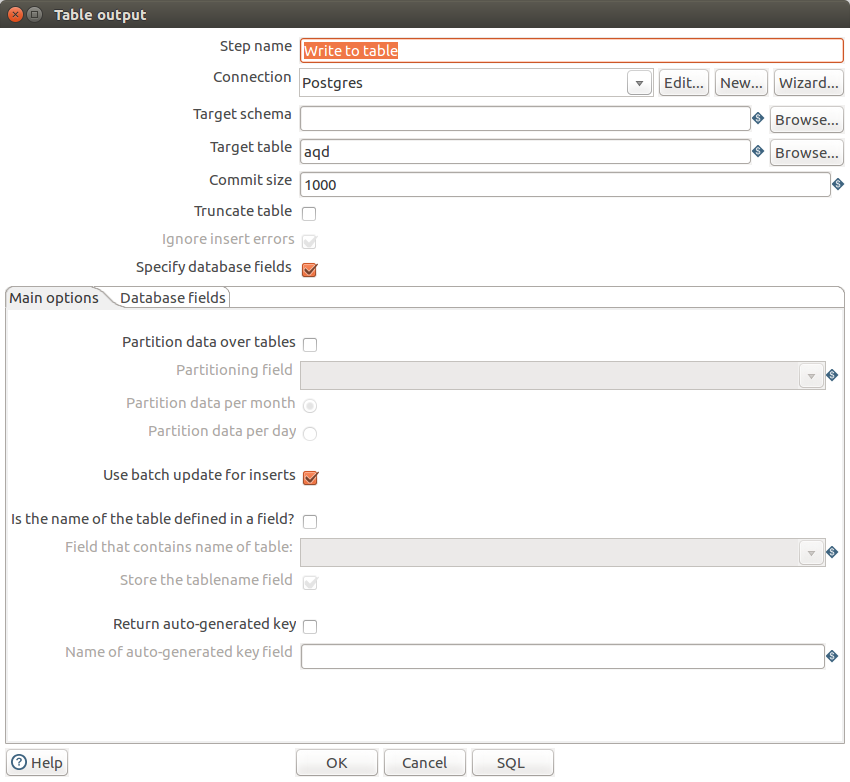 Table output
Step name Write to table
Connection Postgres Edit... New... Wizard...
Target schema Browse...
Target table aqd Browse...
Commit size 1000
Truncate table
Ignore insert errors
Specify database fields
Main options Database fields
Partition data over tables
Partitioning field
Partition data per month
Partition data per day
Use batch update for inserts
Is the name of the table defined in a field?
Field that contains name of table:
Store the tablename field
Return auto-generated key
Name of auto-generated key field
Help OK Cancel SQL